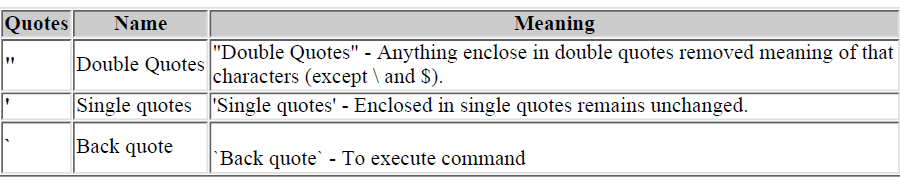 Quotes Name Meaning
" Double Quotes "Double Quotes" - Anything enclose in double quotes removed meaning of that
characters (except \ and $).
' Single quotes 'Single quotes' - Enclosed in single quotes remains unchanged.
` Back quote `Back quote` - To execute command